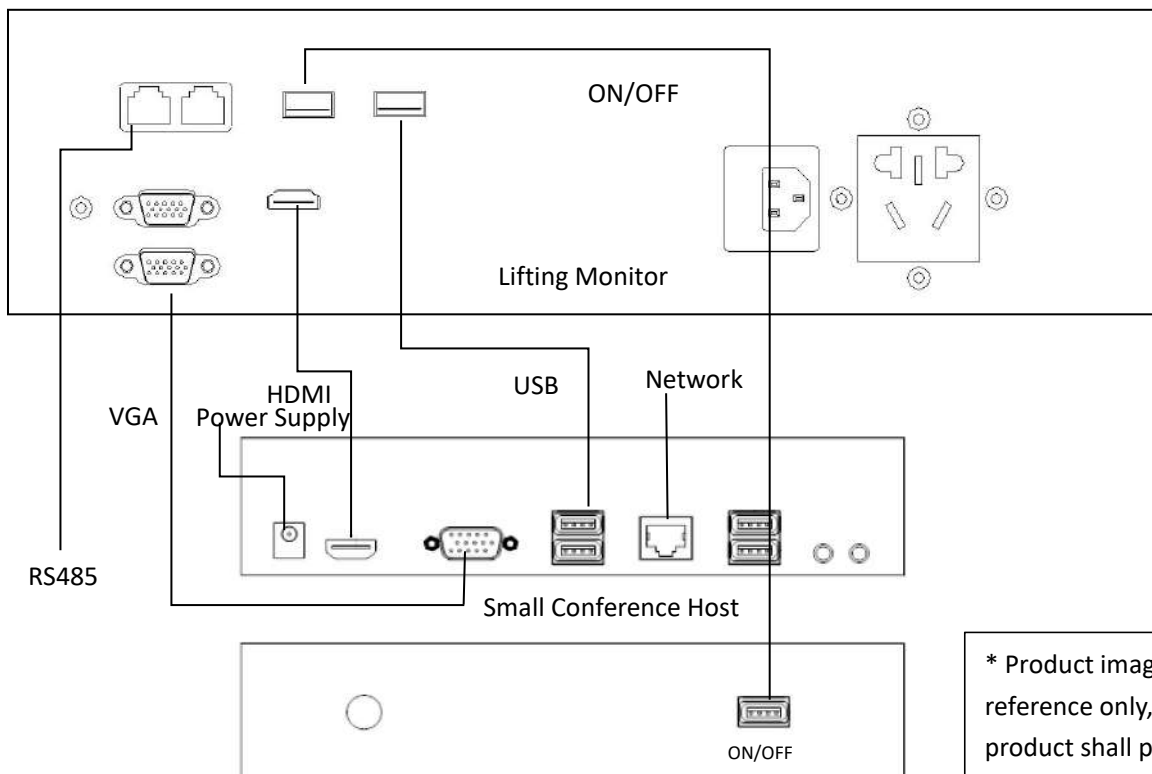 ON/OFF
Lifting Monitor
HDMI
USB
Network
VGA
Power Supply
RS485
Small Conference Host
* Product imag
reference only,
product shall p
ON/OFF